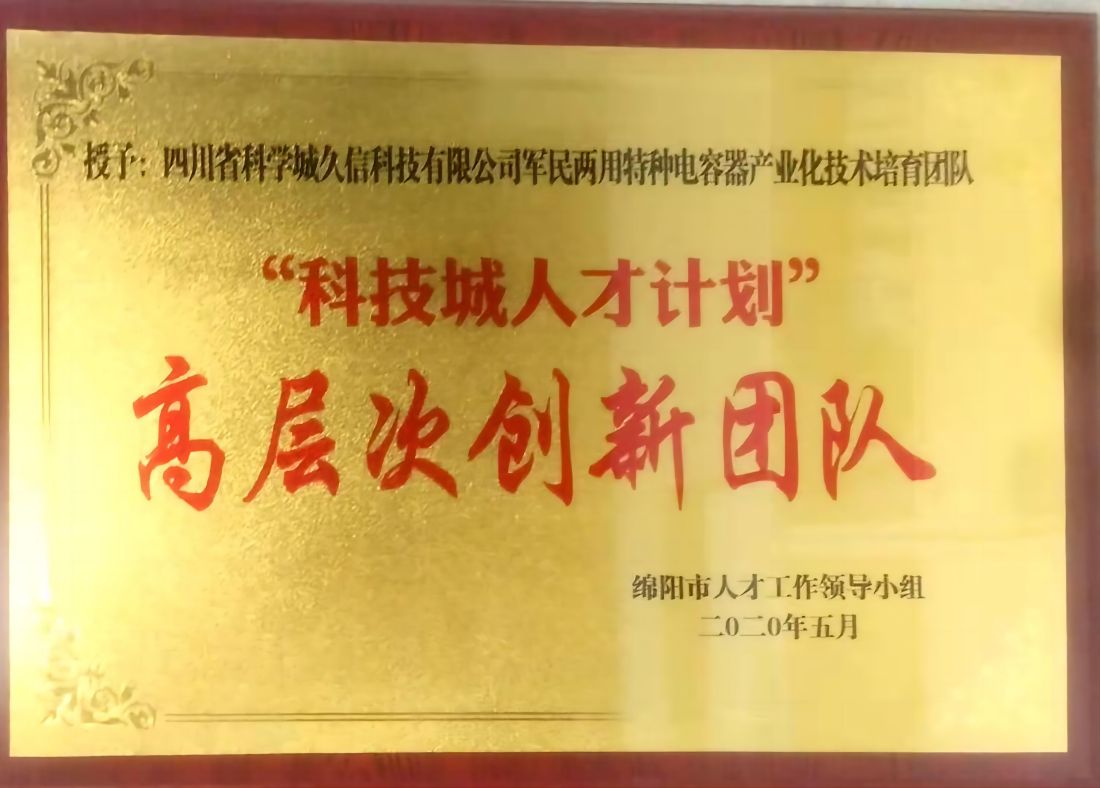 授予：四川省科学城久信科技有限公司军民两用特种电容器产业化技术培育团队
“科技城人才计划”
高层次创新团队
绵阳市人才工作领导小组
二0二0年五月